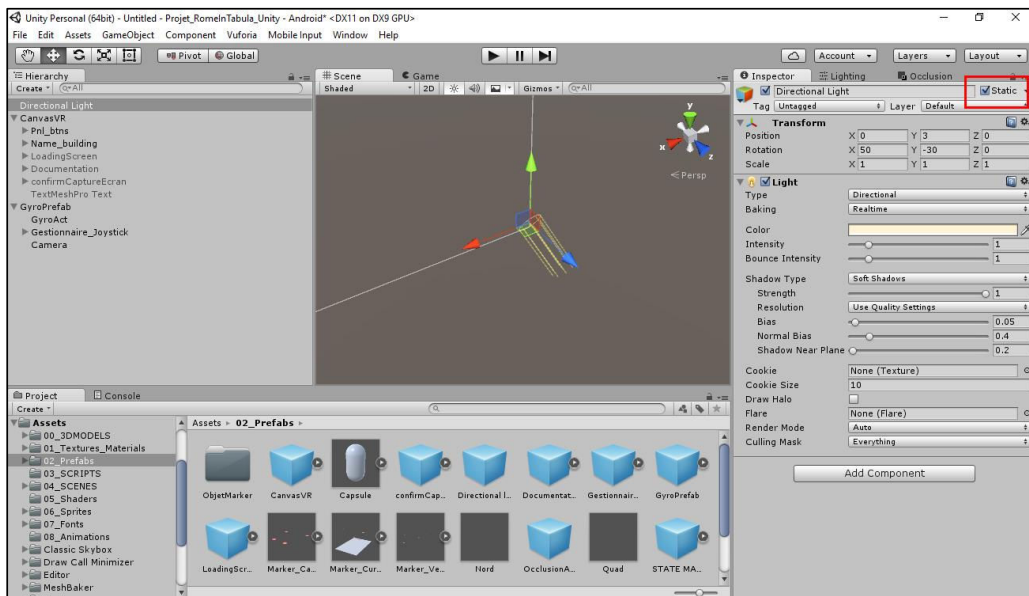 Unity Personal (64bit) - Untitled - Projet_RomeInTabula_Unity - Android* <DX11 on DX9 GPU>
File Edit Assets GameObject Component Vuforia Mobile Input Window Help
Pivot Global Account Layers Layout
Hierarchy
Create All
Directional Light
CanvasVR
Pnl_btns
Name_building
LoadingScreen
Documentation
confirmCaptureEcran
TextMeshPro Text
GyroPrefab
GyroAct
Gestionnaire_Joystick
Camera
Scene Game
Shaded 2D Gizmos All
y
x
z
Persp
Inspector Lighting Occlusion
Directional Light Static
Tag Untagged Layer Default
Transform
Position X 0 Y 3 Z 0
Rotation X 50 Y -30 Z 0
Scale X 1 Y 1 Z 1
Light
Type Directional
Baking Realtime
Color
Intensity 1
Bounce Intensity 1
Shadow Type Soft Shadows
Strength 1
Resolution Use Quality Settings
Bias 0.05
Normal Bias 0.4
Shadow Near Plane 0.2
Cookie None (Texture)
Cookie Size 10
Draw Halo
Flare None (Flare)
Render Mode Auto
Culling Mask Everything
Add Component
Project Console
Create
Assets
00_3DMODELS
01_Textures_Materials
02_Prefabs
03_SCRIPTS
04_SCENES
05_Shaders
06_Sprites
07_Fonts
08_Animations
Classic Skybox
Draw Call Minimizer
Editor
MeshBaker
Assets 02_Prefabs
ObjetMarker CanvasVR Capsule confirmCap... Directional l... Documentat... Gestionnair... GyroPrefab
LoadingScr... Marker_Ca... Marker_Cur... Marker_Ve... Nord OcclusionA... Quad STATE MA...